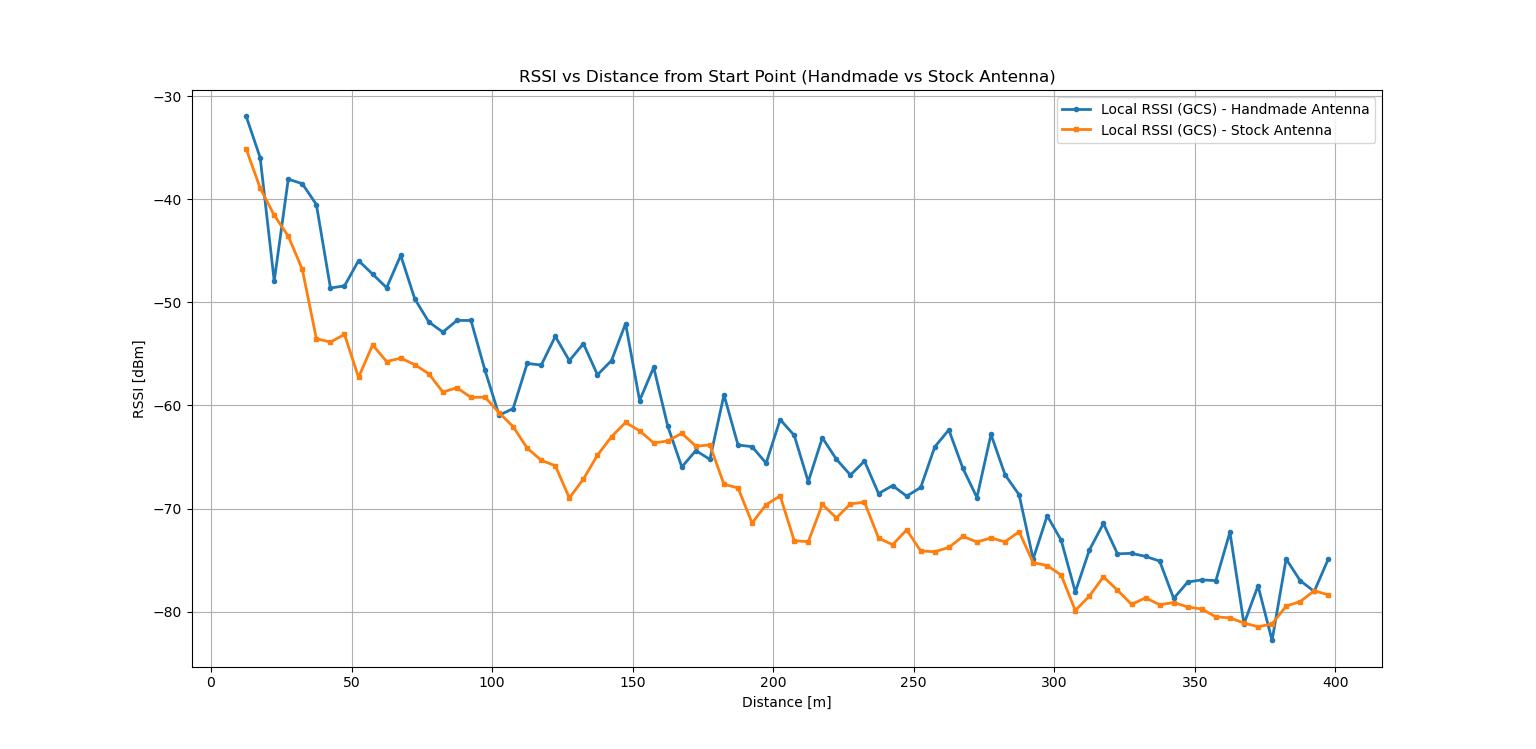 RSSI vs Distance from Start Point (Handmade vs Stock Antenna)
Local RSSI (GCS) - Handmade Antenna
Local RSSI (GCS) - Stock Antenna
RSSI [dBm]
−30
−40
−50
−60
−70
−80
0 50 100 150 200 250 300 350 400
Distance [m]